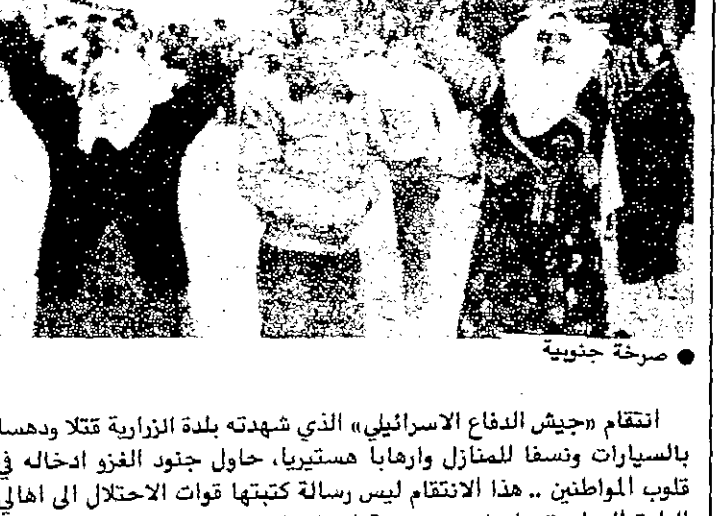 ● صرخة جنوبية
انتقام «جيش الدفاع الاسرائيلي» الذي شهدته بلدة الزرارية قتلا ودهسا
بالسيارات ونسفا للمنازل وارهابا هستيريا، حاول جنود الغزو ادخاله في
قلوب المواطنين .. هذا الانتقام ليس رسالة كتبتها قوات الاحتلال الى اهالي